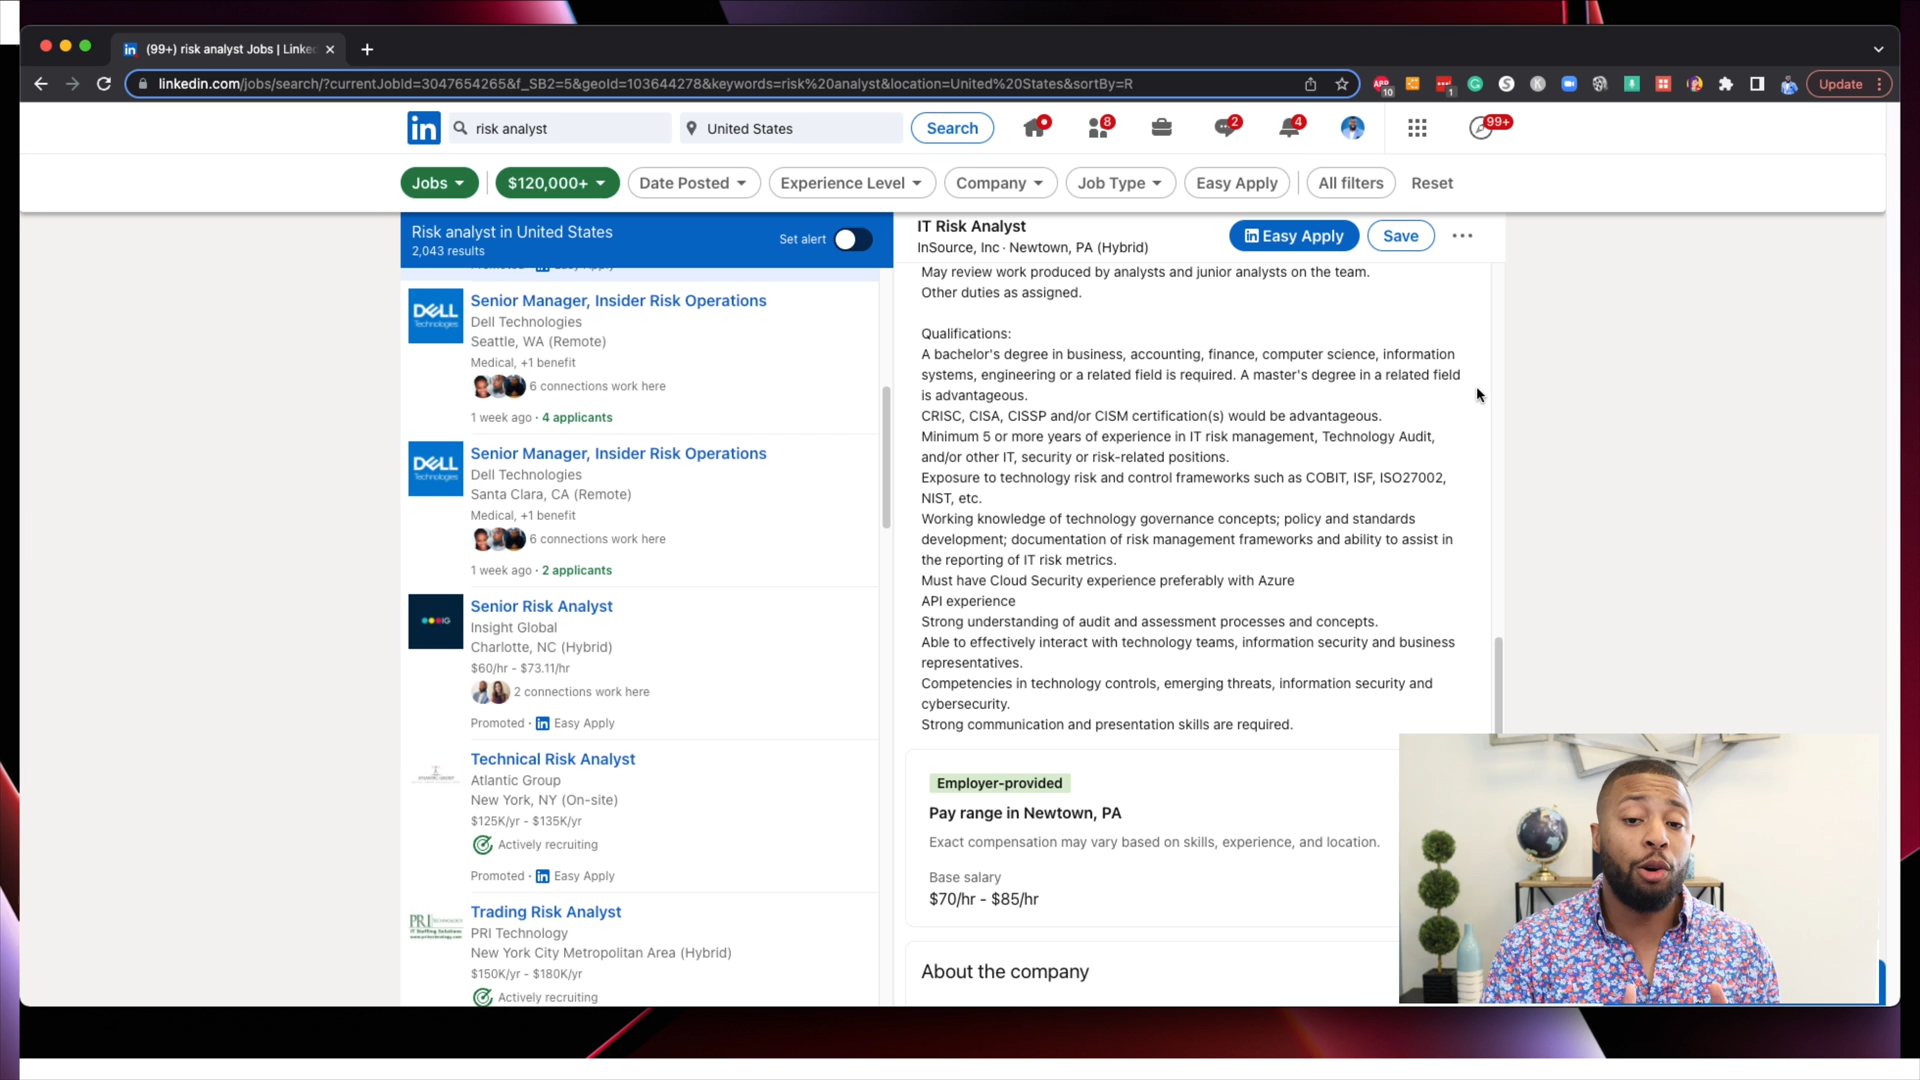 (99+) risk analyst Jobs | Linke
linkedin.com/jobs/search/?currentJobId=3047654265&f_SB2=5&geoId=103644278&keywords=risk%20analyst&location=United%20States&sortBy=R
10
1
Update
in
risk analyst
United States
Search
8
2
4
99+
Jobs
$120,000+
Date Posted
Experience Level
Company
Job Type
Easy Apply
All filters
Reset
Risk analyst in United States
2,043 results
Set alert
Promoted · Easy Apply
DELL
Technologies
Senior Manager, Insider Risk Operations
Dell Technologies
Seattle, WA (Remote)
Medical, +1 benefit
6 connections work here
1 week ago · 4 applicants
DELL
Technologies
Senior Manager, Insider Risk Operations
Dell Technologies
Santa Clara, CA (Remote)
Medical, +1 benefit
6 connections work here
1 week ago · 2 applicants
IG
Senior Risk Analyst
Insight Global
Charlotte, NC (Hybrid)
$60/hr - $73.11/hr
2 connections work here
Promoted · in Easy Apply
Technical Risk Analyst
Atlantic Group
New York, NY (On-site)
$125K/yr - $135K/yr
Actively recruiting
Promoted · in Easy Apply
PRI
Trading Risk Analyst
PRI Technology
New York City Metropolitan Area (Hybrid)
$150K/yr - $180K/yr
Actively recruiting
IT Risk Analyst
InSource, Inc · Newtown, PA (Hybrid)
in Easy Apply
Save
May review work produced by analysts and junior analysts on the team.
Other duties as assigned.
Qualifications:
A bachelor's degree in business, accounting, finance, computer science, information
systems, engineering or a related field is required. A master's degree in a related field
is advantageous.
CRISC, CISA, CISSP and/or CISM certification(s) would be advantageous.
Minimum 5 or more years of experience in IT risk management, Technology Audit,
and/or other IT, security or risk-related positions.
Exposure to technology risk and control frameworks such as COBIT, ISF, ISO27002,
NIST, etc.
Working knowledge of technology governance concepts; policy and standards
development; documentation of risk management frameworks and ability to assist in
the reporting of IT risk metrics.
Must have Cloud Security experience preferably with Azure
API experience
Strong understanding of audit and assessment processes and concepts.
Able to effectively interact with technology teams, information security and business
representatives.
Competencies in technology controls, emerging threats, information security and
cybersecurity.
Strong communication and presentation skills are required.
Employer-provided
Pay range in Newtown, PA
Exact compensation may vary based on skills, experience, and location.
Base salary
$70/hr - $85/hr
About the company